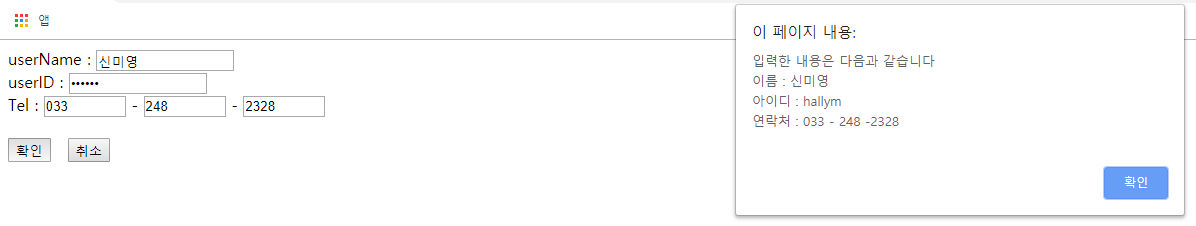 앱
userName : 신미영
userID : ••••••
Tel : 033 - 248 - 2328
확인 취소
이 페이지 내용:
입력한 내용은 다음과 같습니다
이름 : 신미영
아이디 : hallym
연락처 : 033 - 248 -2328
확인